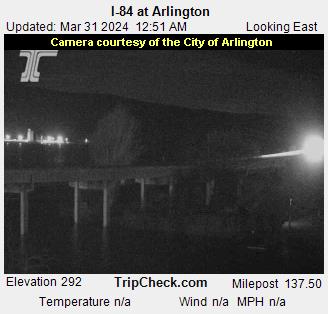 I-84 at Arlington
Updated: Mar 31 2024 12:51 AM Looking East
Camera courtesy of the City of Arlington
Elevation 292 TripCheck.com Milepost 137.50
Temperature n/a Wind n/a MPH n/a